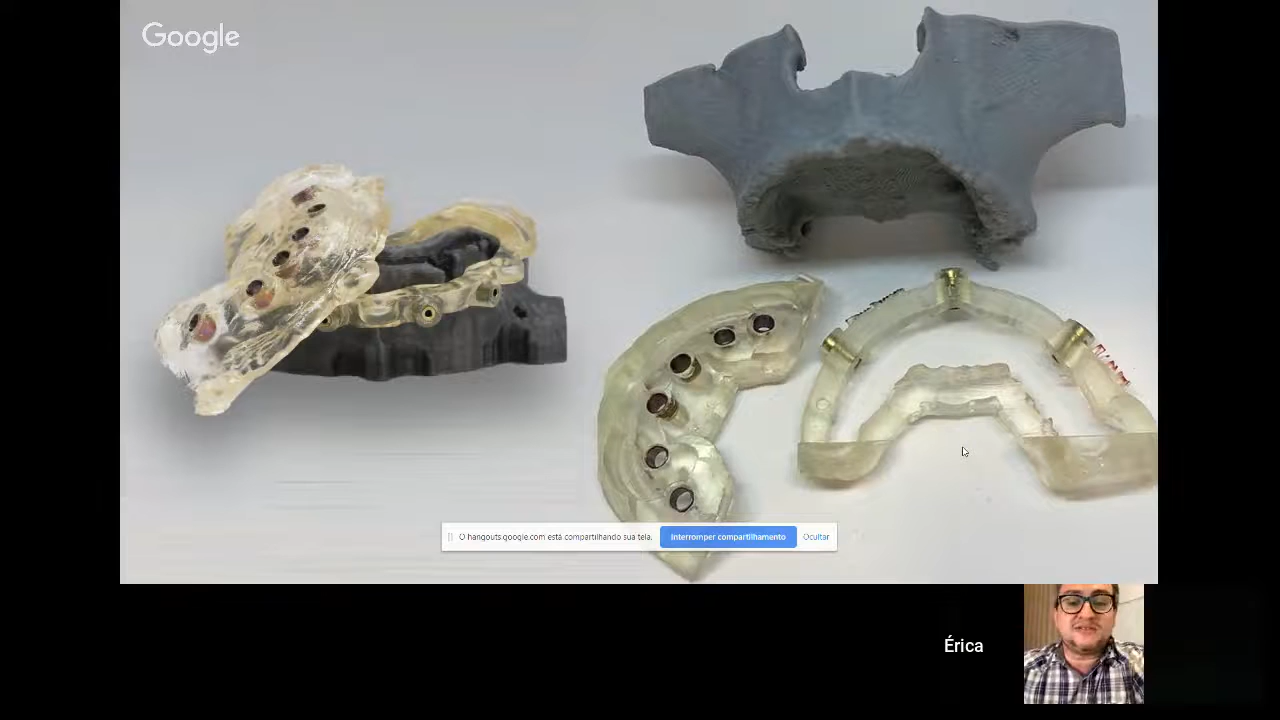 Google
O hangouts.google.com está compartilhando sua tela.
Interromper compartilhamento
Ocultar
Érica